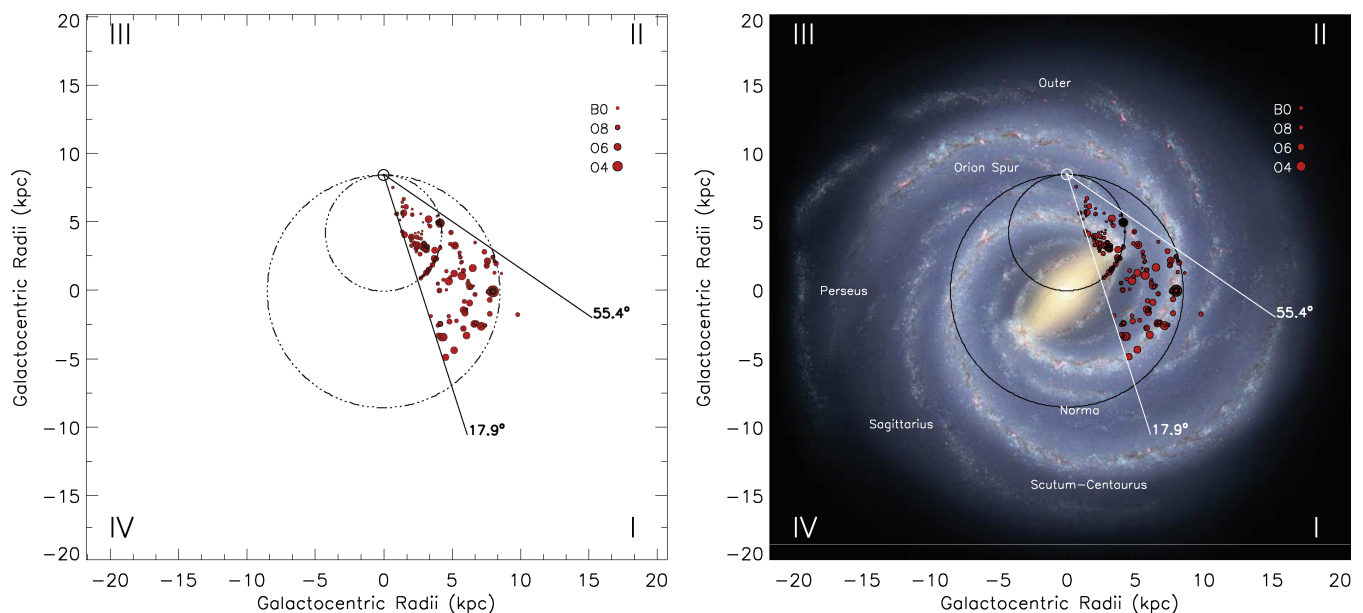 20
15
10
5
0
−5
−10
−15
−20
Galactocentric Radii (kpc)
III
II
B0
O8
O6
O4
55.4°
17.9°
IV
I
−20 −15 −10 −5 0 5 10 15 20
Galactocentric Radii (kpc)
20
15
10
5
0
−5
−10
−15
−20
Galactocentric Radii (kpc)
III
II
Outer
B0
O8
O6
O4
Orion Spur
Perseus
55.4°
Norma
Sagittarius
17.9°
Scutum−Centaurus
IV
I
−20 −15 −10 −5 0 5 10 15 20
Galactocentric Radii (kpc)